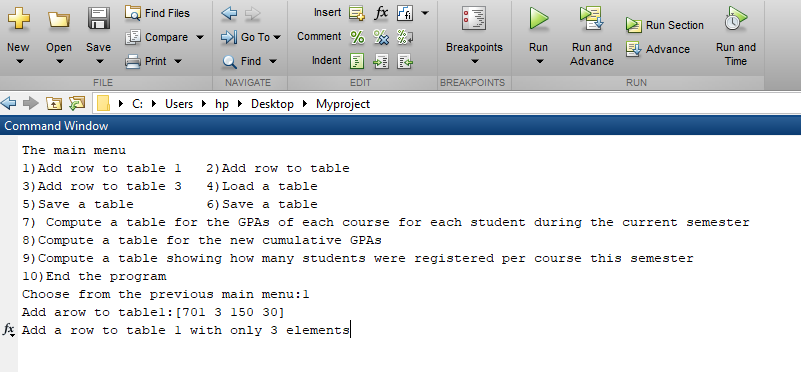 Find Files
Insert
fx
New
Open
Save
Compare
Go To
Comment
Breakpoints
Run
Run and
Advance
Run Section
Advance
Run and
Time
Print
Find
Indent
FILE
NAVIGATE
EDIT
BREAKPOINTS
RUN
C: Users hp Desktop Myproject
Command Window
The main menu
1)Add row to table 1 2)Add row to table
3)Add row to table 3 4)Load a table
5)Save a table 6)Save a table
7) Compute a table for the GPAs of each course for each student during the current semester
8)Compute a table for the new cumulative GPAs
9)Compute a table showing how many students were registered per course this semester
10)End the program
Choose from the previous main menu:1
Add arow to table1:[701 3 150 30]
fx Add a row to table 1 with only 3 elements